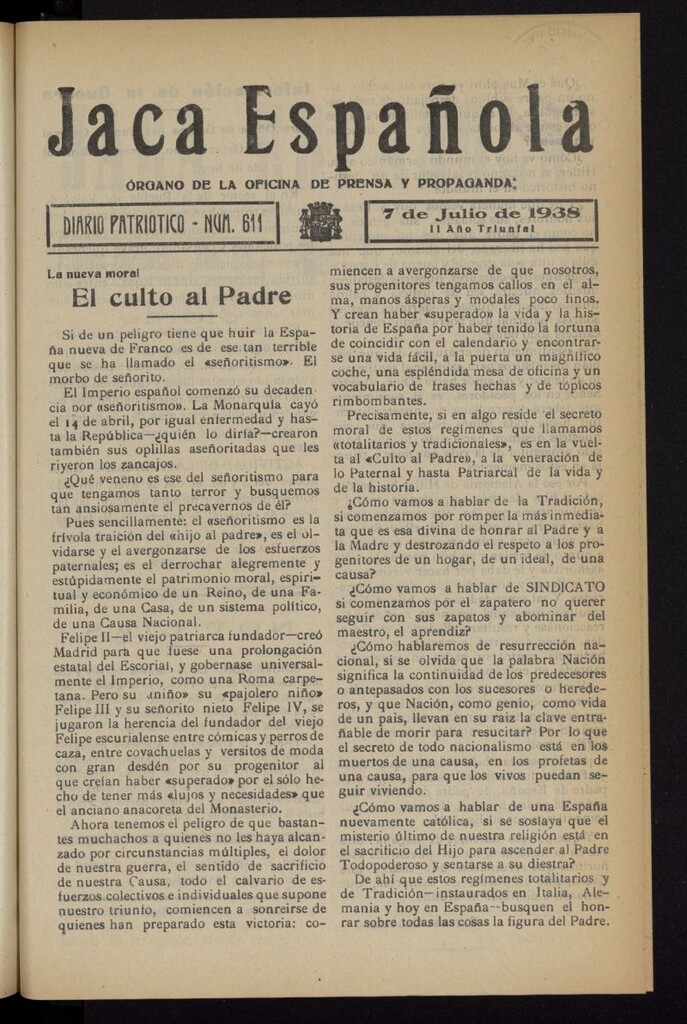 Jaca Española
ÓRGANO DE LA OFICINA DE PRENSA Y PROPAGANDA:
DIARIO PATRIOTICO - NUM. 611
7 de Julio de 1938
II Año Triunfal
La nueva moral
El culto al Padre
Si de un peligro tiene que huir la Espa-
ña nueva de Franco es de ese tan terrible
que se ha llamado el «señoritismo». El
morbo de señorito.
El Imperio español comenzó su decaden-
cia por «señoritismo». La Monarquía cayó
el 14 de abril, por igual enfermedad y has-
ta la República—¿quién lo diría?—crearon
también sus oplillas aseñoritadas que les
riyeron los zancajos.
¿Qué veneno es ese del señoritismo para
que tengamos tanto terror y busquemos
tan ansiosamente el precavernos de él?
Pues sencillamente: el «señoritismo es la
frívola traición del «hijo al padre», es el ol-
vidarse y el avergonzarse de los esfuerzos
paternales; es el derrochar alegremente y
estúpidamente el patrimonio moral, espiri-
tual y económico de un Reino, de una Fa-
milia, de una Casa, de un sistema político,
de una Causa Nacional.
Felipe II—el viejo patriarca fundador—creó
Madrid para que fuese una prolongación
estatal del Escorial, y gobernase universal-
mente el Imperio, como una Roma carpe-
tana. Pero su «niño» su «pajolero niño»
Felipe III y su señorito nieto Felipe IV, se
jugaron la herencia del fundador del viejo
Felipe escurialense entre cómicas y perros de
caza, entre covachuelas y versitos de moda
con gran desdén por su progenitor al
que creían haber «superado» por el sólo he-
cho de tener más «lujos y necesidades» que
el anciano anacoreta del Monasterio.
Ahora tenemos el peligro de que bastan-
tes muchachos a quienes no les haya alcan-
zado por circunstancias múltiples, el dolor
de nuestra guerra, el sentido de sacrificio
de nuestra Causa, todo el calvario de es-
fuerzos colectivos e individuales que supone
nuestro triunfo, comiencen a sonreirse de
quienes han preparado esta victoria: co-
miencen a avergonzarse de que nosotros,
sus progenitores tengamos callos en el al-
ma, manos ásperas y modales poco finos.
Y crean haber «superado» la vida y la his-
toria de España por haber tenido la fortuna
de coincidir con el calendario y encontrar-
se una vida fácil, a la puerta un magnífico
coche, una espléndida mesa de oficina y un
vocabulario de frases hechas y de tópicos
rimbombantes.
Precisamente, si en algo reside el secreto
moral de estos regímenes que llamamos
«totalitarios y tradicionales», es en la vuel-
ta al «Culto al Padre», a la veneración de
lo Paternal y hasta Patriarcal de la vida y
de la historia.
¿Cómo vamos a hablar de la Tradición,
si comenzamos por romper la más inmedia-
ta que es esa divina de honrar al Padre y a
la Madre y destrozando el respeto a los pro-
genitores de un hogar, de un ideal, de una
causa?
¿Cómo vamos a hablar de SINDICATO
si comenzamos por el zapatero no querer
seguir con sus zapatos y abominar del
maestro, el aprendiz?
¿Cómo hablaremos de resurrección na-
cional, si se olvida que la palabra Nación
significa la continuidad de los predecesores
o antepasados con los sucesores o herede-
ros, y que Nación, como genio, como vida
de un pais, llevan en su raiz la clave entra-
ñable de morir para resucitar? Por lo que
el secreto de todo nacionalismo está en los
muertos de una causa, en los profetas de
una causa, para que los vivos puedan se-
guir viviendo.
¿Cómo vamos a hablar de una España
nuevamente católica, si se soslaya que el
misterio último de nuestra religión está en
el sacrificio del Hijo para ascender al Padre
Todopoderoso y sentarse a su diestra?
De ahí que estos regímenes totalitarios y
de Tradición—instaurados en Italia, Ale-
mania y hoy en España—busquen el hon-
rar sobre todas las cosas la figura del Padre.